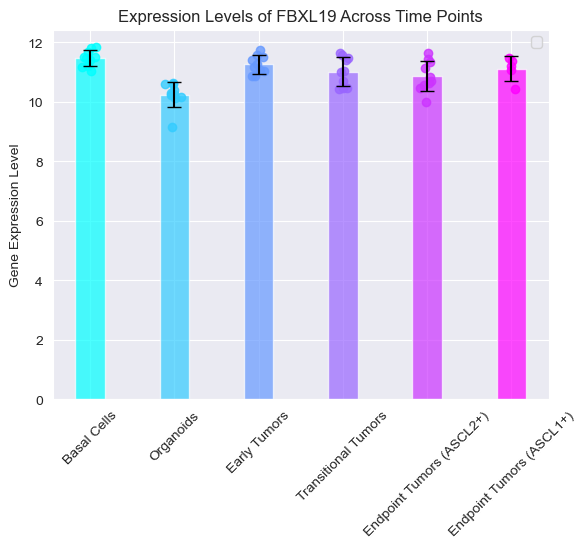 Expression Levels of FBXL19 Across Time Points
Gene Expression Level
12
10
8
6
4
2
0
Basal Cells
Organoids
Early Tumors
Transitional Tumors
Endpoint Tumors (ASCL2+)
Endpoint Tumors (ASCL1+)